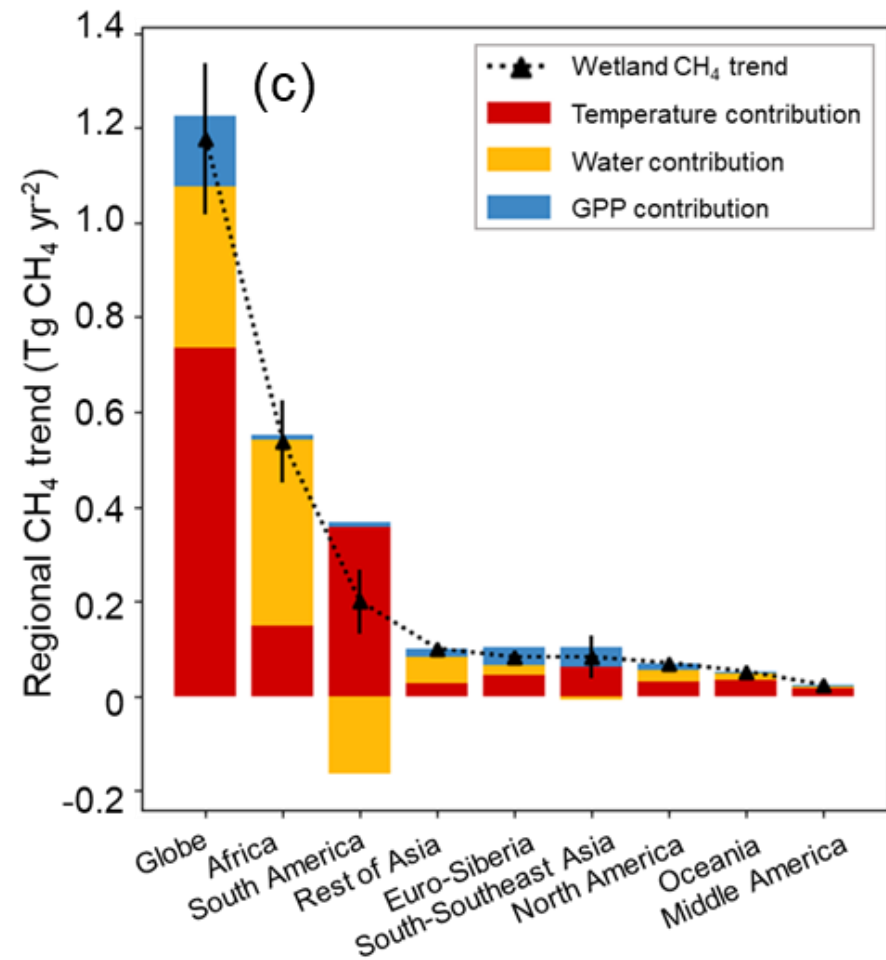 (c)
Wetland CH₄ trend
Temperature contribution
Water contribution
GPP contribution
Regional CH₄ trend (Tg CH₄ yr⁻²)
1.4
1.2
1.0
0.8
0.6
0.4
0.2
0
-0.2
Globe
Africa
South America
Rest of Asia
Euro-Siberia
South-Southeast Asia
North America
Oceania
Middle America